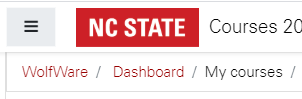 NC STATE Courses 20
WolfWare / Dashboard / My courses /